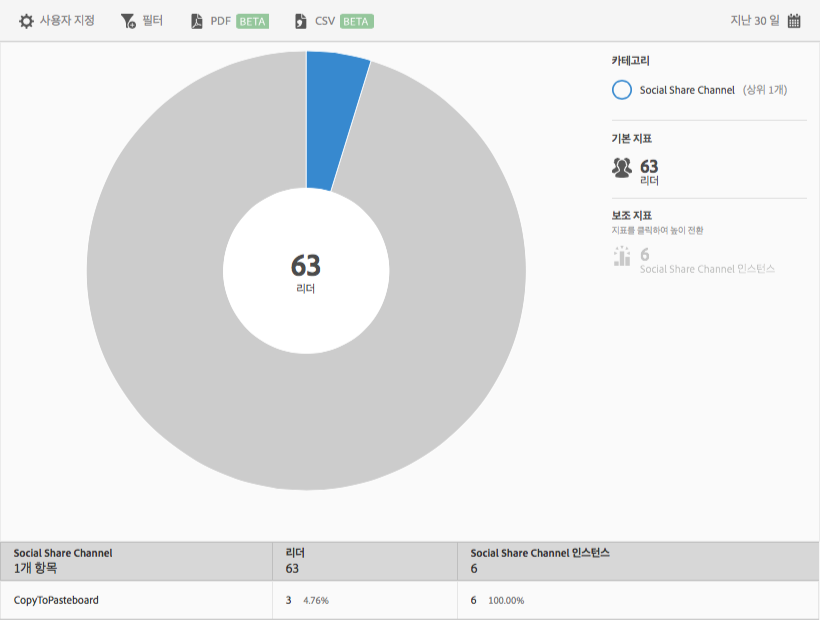 사용자 지정 필터 PDF BETA CSV BETA 지난 30 일
63
리더
카테고리
Social Share Channel (상위 1개)
기본 지표
63
리더
보조 지표
지표를 클릭하여 높이 전환
6
Social Share Channel 인스턴스
Social Share Channel 리더 Social Share Channel 인스턴스
1개 항목 63 6
CopyToPasteboard 3 4.76% 6 100.00%